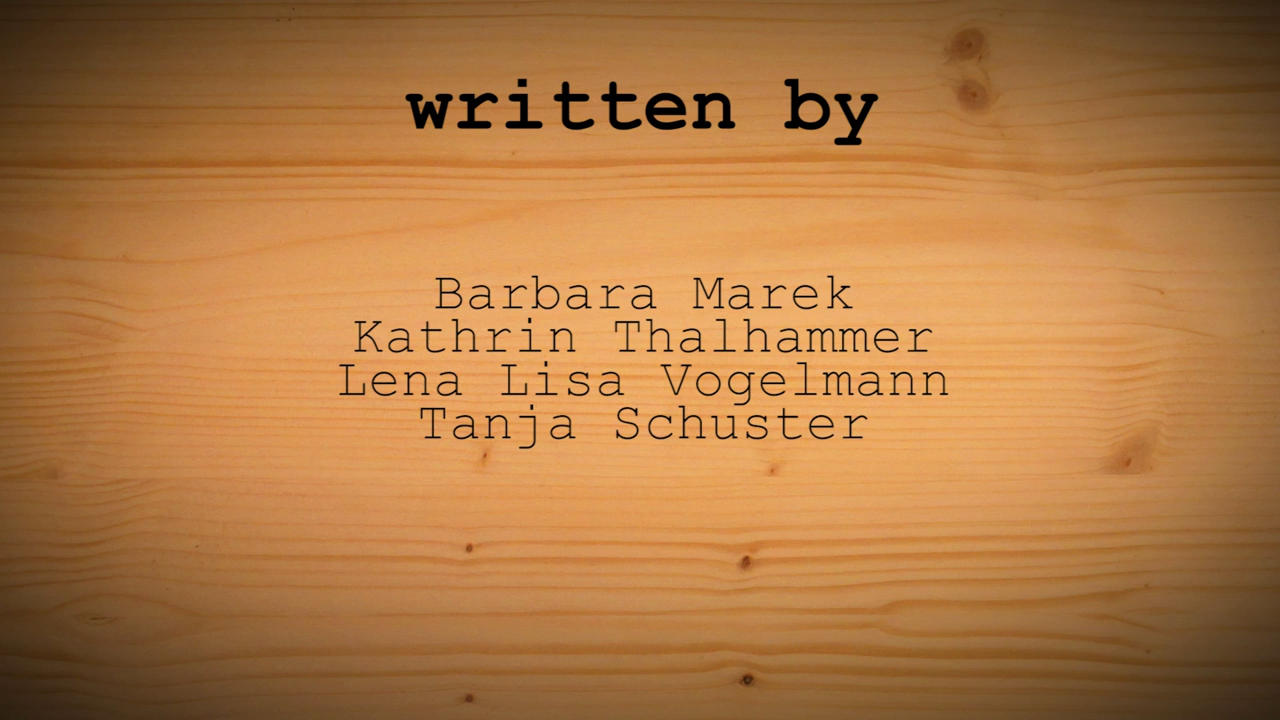 written by
Barbara Marek
Kathrin Thalhammer
Lena Lisa Vogelmann
Tanja Schuster